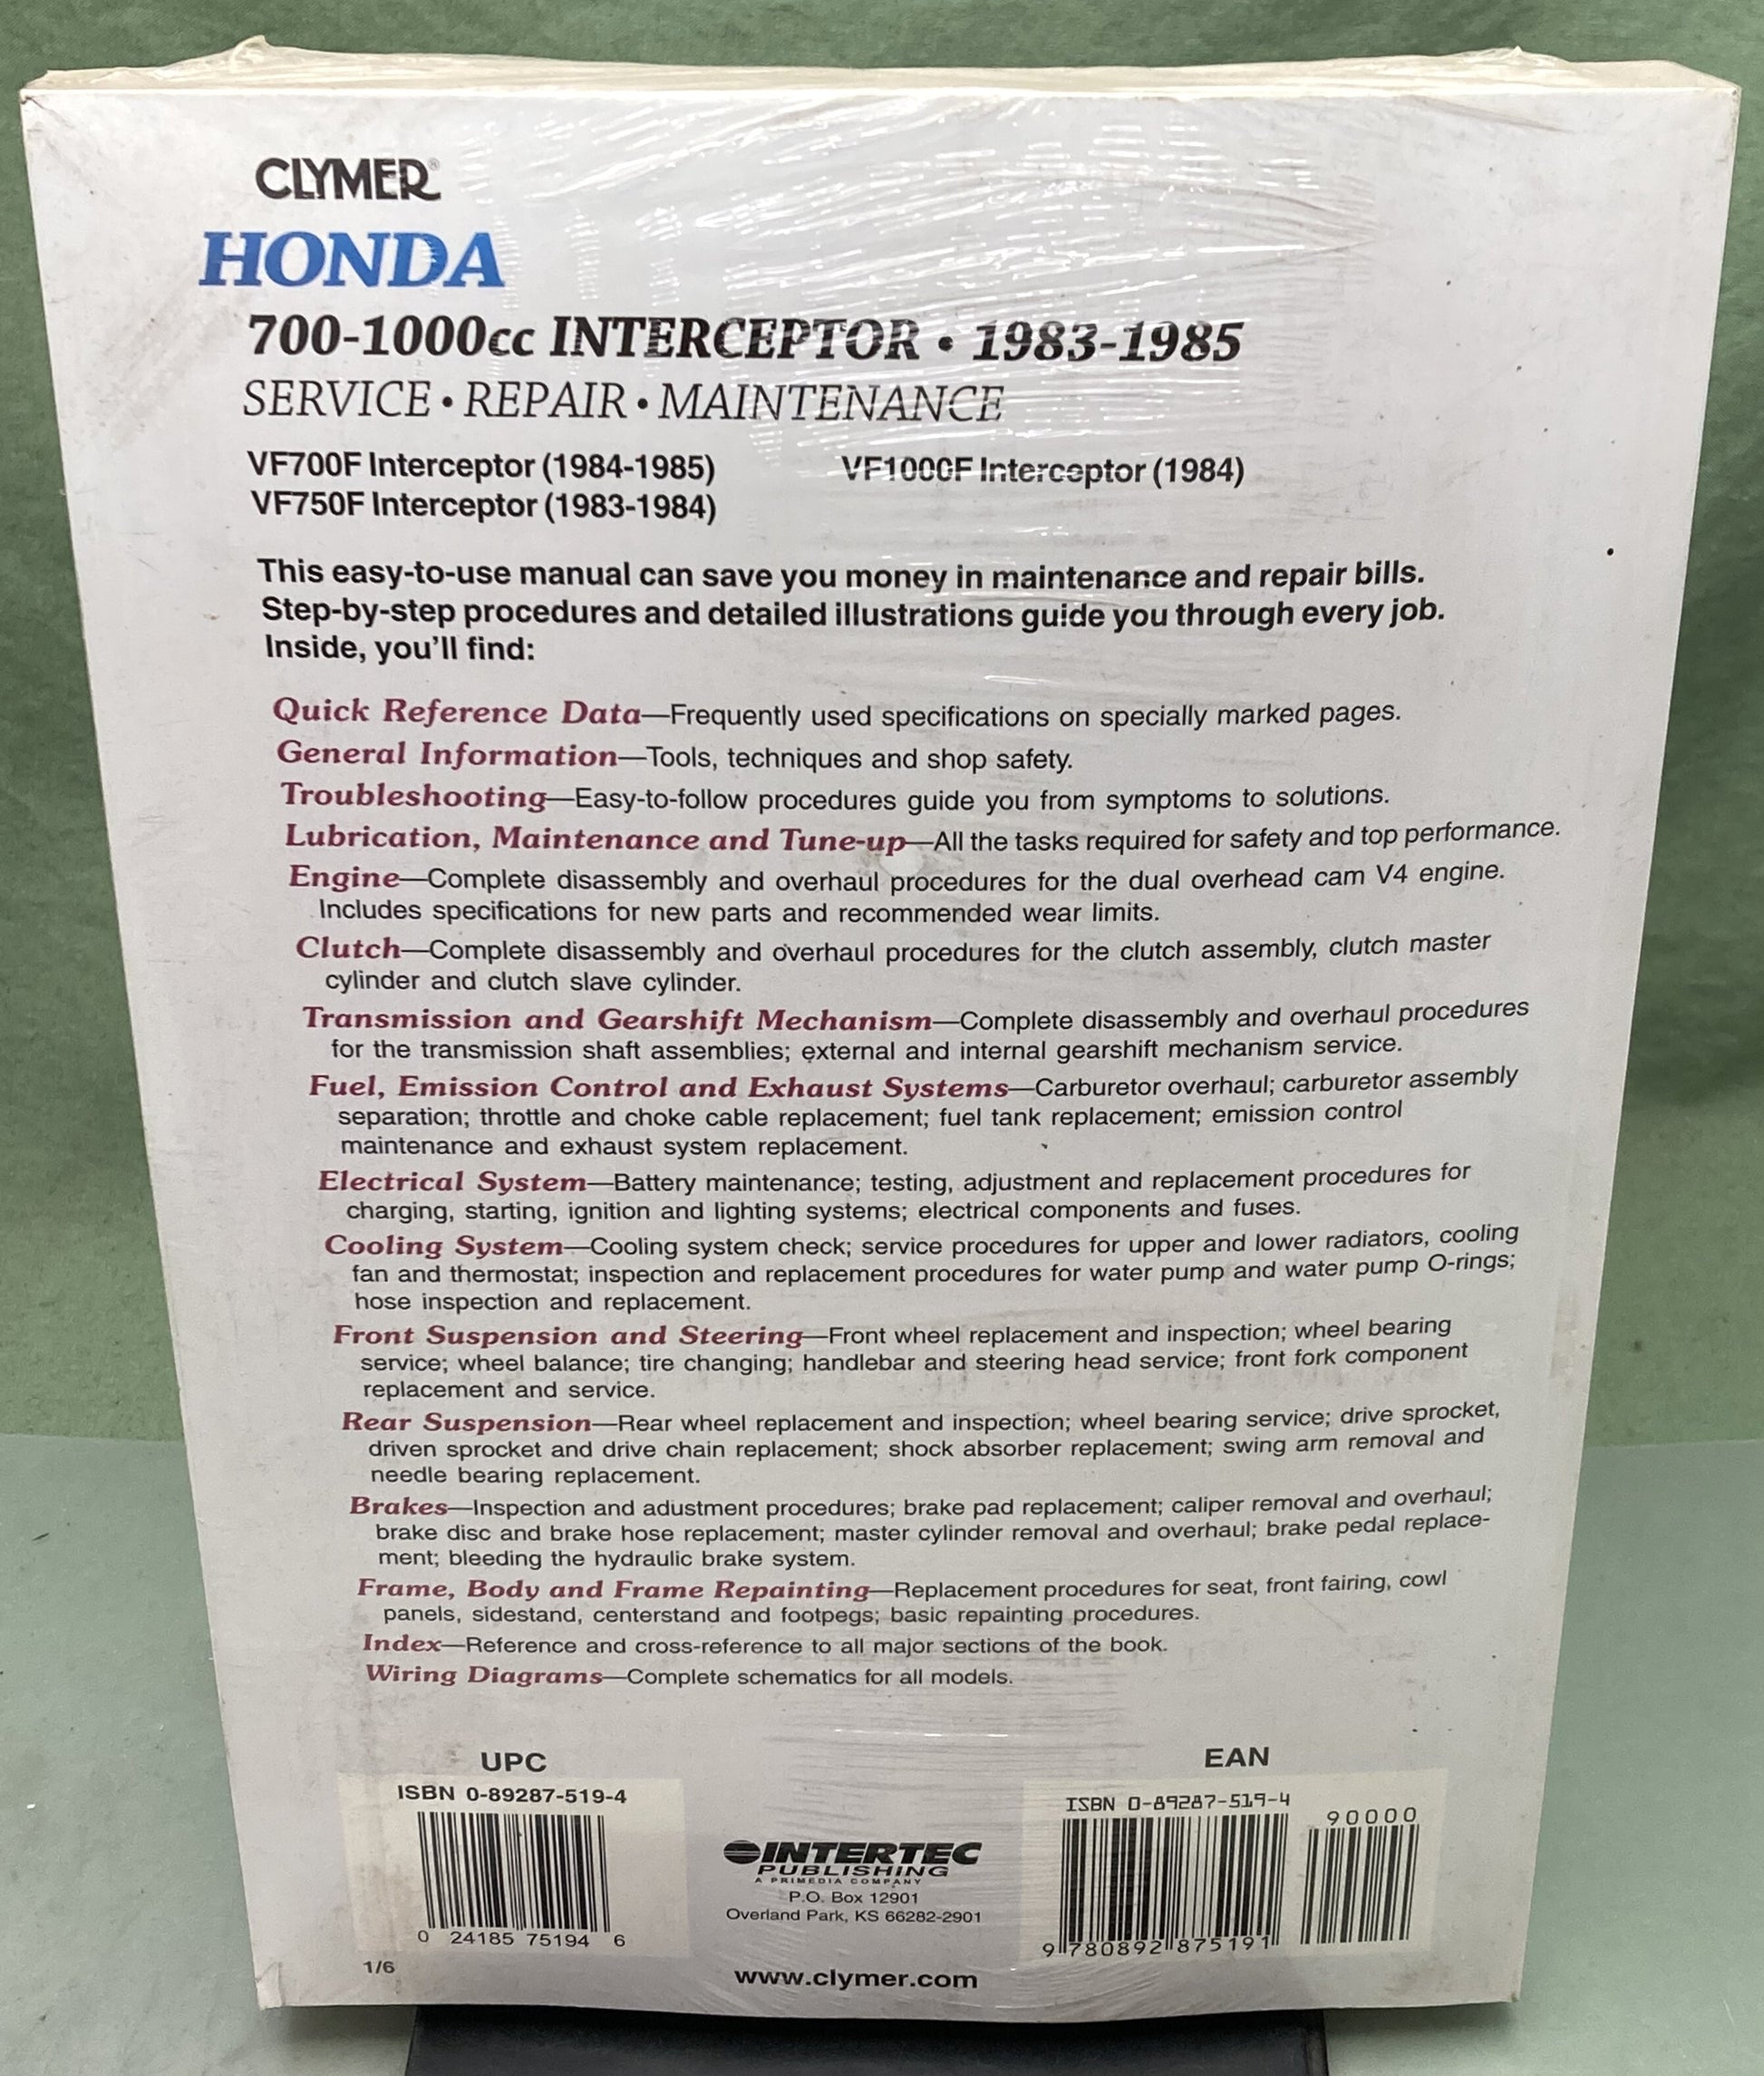 CLYMER®
HONDA
700-1000cc INTERCEPTOR • 1983-1985
SERVICE • REPAIR • MAINTENANCE
VF700F Interceptor (1984-1985) VF1000F Interceptor (1984)
VF750F Interceptor (1983-1984)
This easy-to-use manual can save you money in maintenance and repair bills.
Step-by-step procedures and detailed illustrations guide you through every job.
Inside, you'll find:
Quick Reference Data—Frequently used specifications on specially marked pages.
General Information—Tools, techniques and shop safety.
Troubleshooting—Easy-to-follow procedures guide you from symptoms to solutions.
Lubrication, Maintenance and Tune-up—All the tasks required for safety and top performance.
Engine—Complete disassembly and overhaul procedures for the dual overhead cam V4 engine.
Includes specifications for new parts and recommended wear limits.
Clutch—Complete disassembly and overhaul procedures for the clutch assembly, clutch master
cylinder and clutch slave cylinder.
Transmission and Gearshift Mechanism—Complete disassembly and overhaul procedures
for the transmission shaft assemblies; external and internal gearshift mechanism service.
Fuel, Emission Control and Exhaust Systems—Carburetor overhaul; carburetor assembly
separation; throttle and choke cable replacement; fuel tank replacement; emission control
maintenance and exhaust system replacement.
Electrical System—Battery maintenance; testing, adjustment and replacement procedures for
charging, starting, ignition and lighting systems; electrical components and fuses.
Cooling System—Cooling system check; service procedures for upper and lower radiators, cooling
fan and thermostat; inspection and replacement procedures for water pump and water pump O-rings;
hose inspection and replacement.
Front Suspension and Steering—Front wheel replacement and inspection; wheel bearing
service; wheel balance; tire changing; handlebar and steering head service; front fork component
replacement and service.
Rear Suspension—Rear wheel replacement and inspection; wheel bearing service; drive sprocket,
driven sprocket and drive chain replacement; shock absorber replacement; swing arm removal and
needle bearing replacement.
Brakes—Inspection and adustment procedures; brake pad replacement; caliper removal and overhaul;
brake disc and brake hose replacement; master cylinder removal and overhaul; brake pedal replace-
ment; bleeding the hydraulic brake system.
Frame, Body and Frame Repainting—Replacement procedures for seat, front fairing, cowl
panels, sidestand, centerstand and footpegs; basic repainting procedures.
Index—Reference and cross-reference to all major sections of the book.
Wiring Diagrams—Complete schematics for all models.
UPC
ISBN 0-89287-519-4
0 24185 75194 6
1/6
INTERTEC
PUBLISHING
A PRIMEDIA COMPANY
P.O. Box 12901
Overland Park, KS 66282-2901
www.clymer.com
EAN
ISBN 0-89287-519-4
90000
9 780892 875191